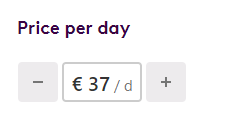 Price per day
− € 37 / d +